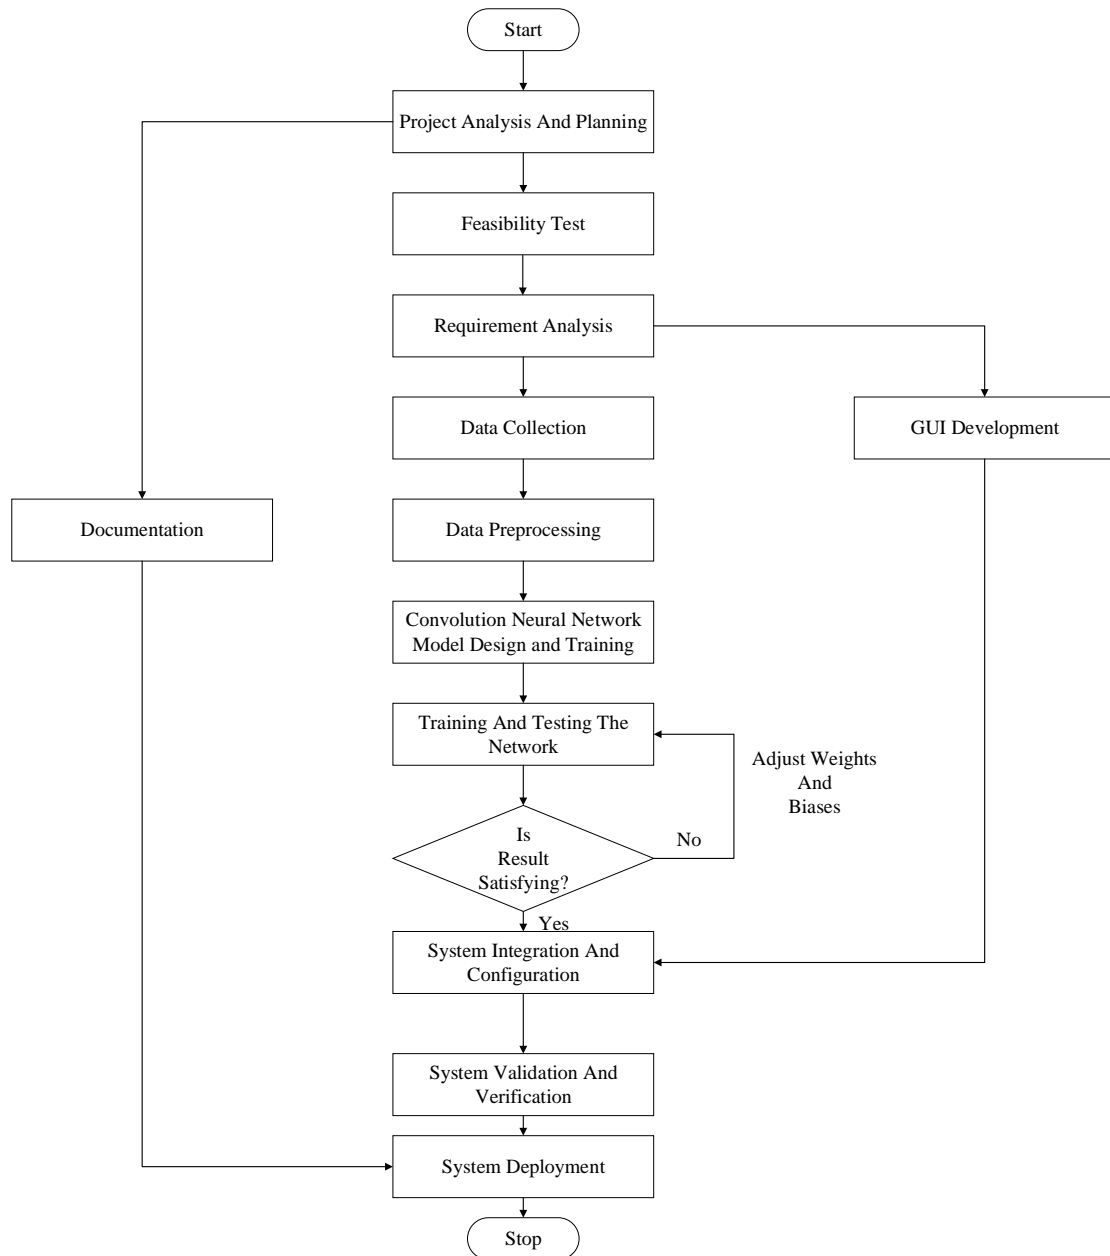 Start
Project Analysis And Planning
Feasibility Test
Requirement Analysis
Data Collection
GUI Development
Documentation
Data Preprocessing
Convolution Neural Network
Model Design and Training
Training And Testing The
Network
Adjust Weights
And
Biases
Is
Result
Satisfying?
No
Yes
System Integration And
Configuration
System Validation And
Verification
System Deployment
Stop